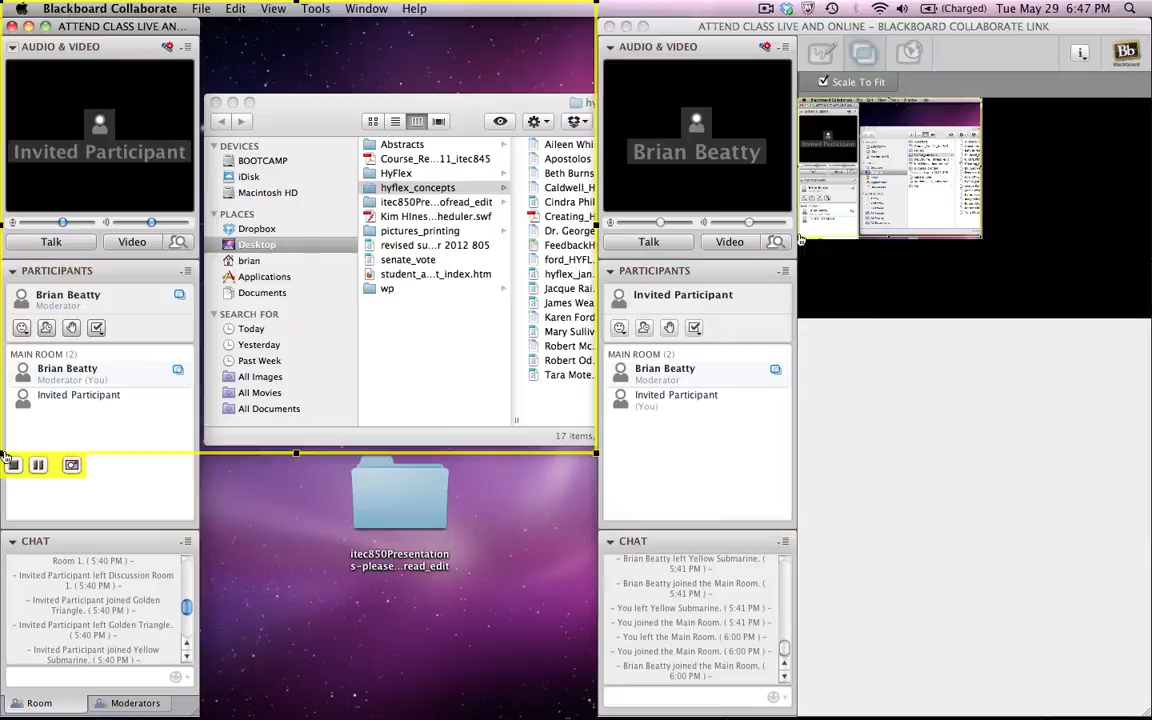 Blackboard Collaborate File Edit View Tools Window Help
(Charged) Tue May 29 6:47 PM
ATTEND CLASS LIVE AN...
AUDIO & VIDEO
Invited Participant
Talk Video
PARTICIPANTS
Brian Beatty
Moderator
MAIN ROOM (2)
Brian Beatty
Moderator (You)
Invited Participant
CHAT
Room 1. ( 5:40 PM ) –
– Invited Participant left Discussion Room
1. ( 5:40 PM ) –
– Invited Participant joined Golden
Triangle. ( 5:40 PM ) –
– Invited Participant left Golden Triangle. (
5:40 PM ) –
– Invited Participant joined Yellow
Submarine. ( 5:40 PM ) –
Room Moderators
hy
DEVICES
BOOTCAMP
iDisk
Macintosh HD
PLACES
Dropbox
Desktop
brian
Applications
Documents
SEARCH FOR
Today
Yesterday
Past Week
All Images
All Movies
All Documents
Abstracts
Course_Re...11_itec845
HyFlex
hyflex_concepts
itec850Pre...ofread_edit
Kim HInes...heduler.swf
pictures_printing
revised su...r 2012 805
senate_vote
student_a...t_index.htm
wp
Aileen Whi
Apostolos
Beth Burns
Caldwell_H
Cindra Phil
Creating_H
Dr. George
FeedbackH
ford_HYFL
hyflex_jan.
Jacque Rai
James Wea
Karen Ford
Mary Sulliv
Robert Mc.
Robert Od.
Tara Mote.
17 items,
itec850Presentation
s-please...read_edit
ATTEND CLASS LIVE AND ONLINE – BLACKBOARD COLLABORATE LINK
AUDIO & VIDEO
Brian Beatty
Talk Video
PARTICIPANTS
Invited Participant
MAIN ROOM (2)
Brian Beatty
Moderator
Invited Participant
(You)
CHAT
– Brian Beatty left Yellow Submarine. (
5:41 PM ) –
– Brian Beatty joined the Main Room. (
5:41 PM ) –
– You left Yellow Submarine. ( 5:41 PM ) –
– You joined the Main Room. ( 5:41 PM ) –
– You left the Main Room. ( 6:00 PM ) –
– You joined the Main Room. ( 6:00 PM ) –
– Brian Beatty joined the Main Room. (
6:00 PM ) –
Scale To Fit
i
Bb
Blackboard